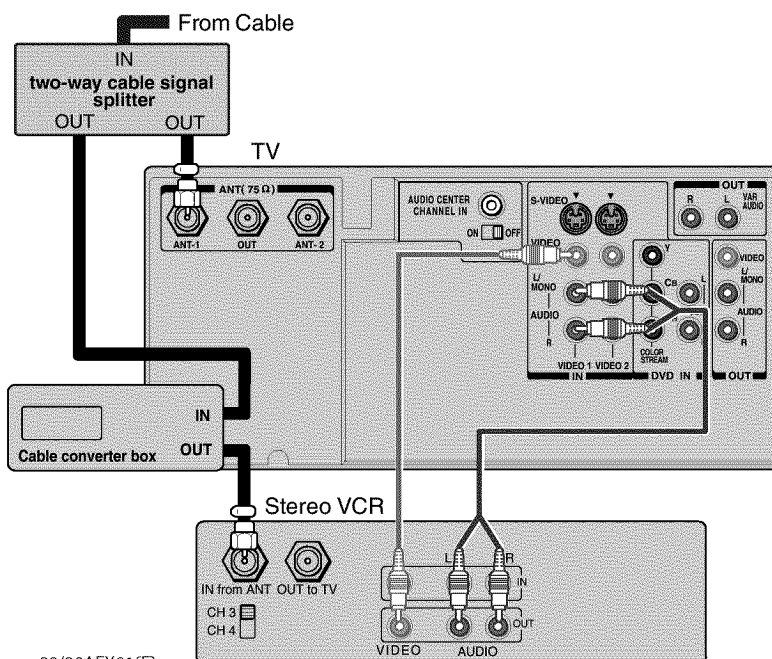 From Cable
IN
two-way cable signal
splitter
OUT OUT
TV
ANT( 75 Ω )
ANT-1 OUT ANT-2
AUDIO CENTER
CHANNEL IN
ON OFF
S-VIDEO
VIDEO
L/
MONO
AUDIO
R
VIDEO 1 VIDEO 2
IN
Y
CB
L
COLOR
STREAM
DVD IN
OUT
R L VAR
AUDIO
VIDEO
L/
MONO
AUDIO
R
OUT
IN
OUT
Cable converter box
Stereo VCR
IN from ANT OUT to TV
CH 3
CH 4
L R
IN
OUT
VIDEO AUDIO